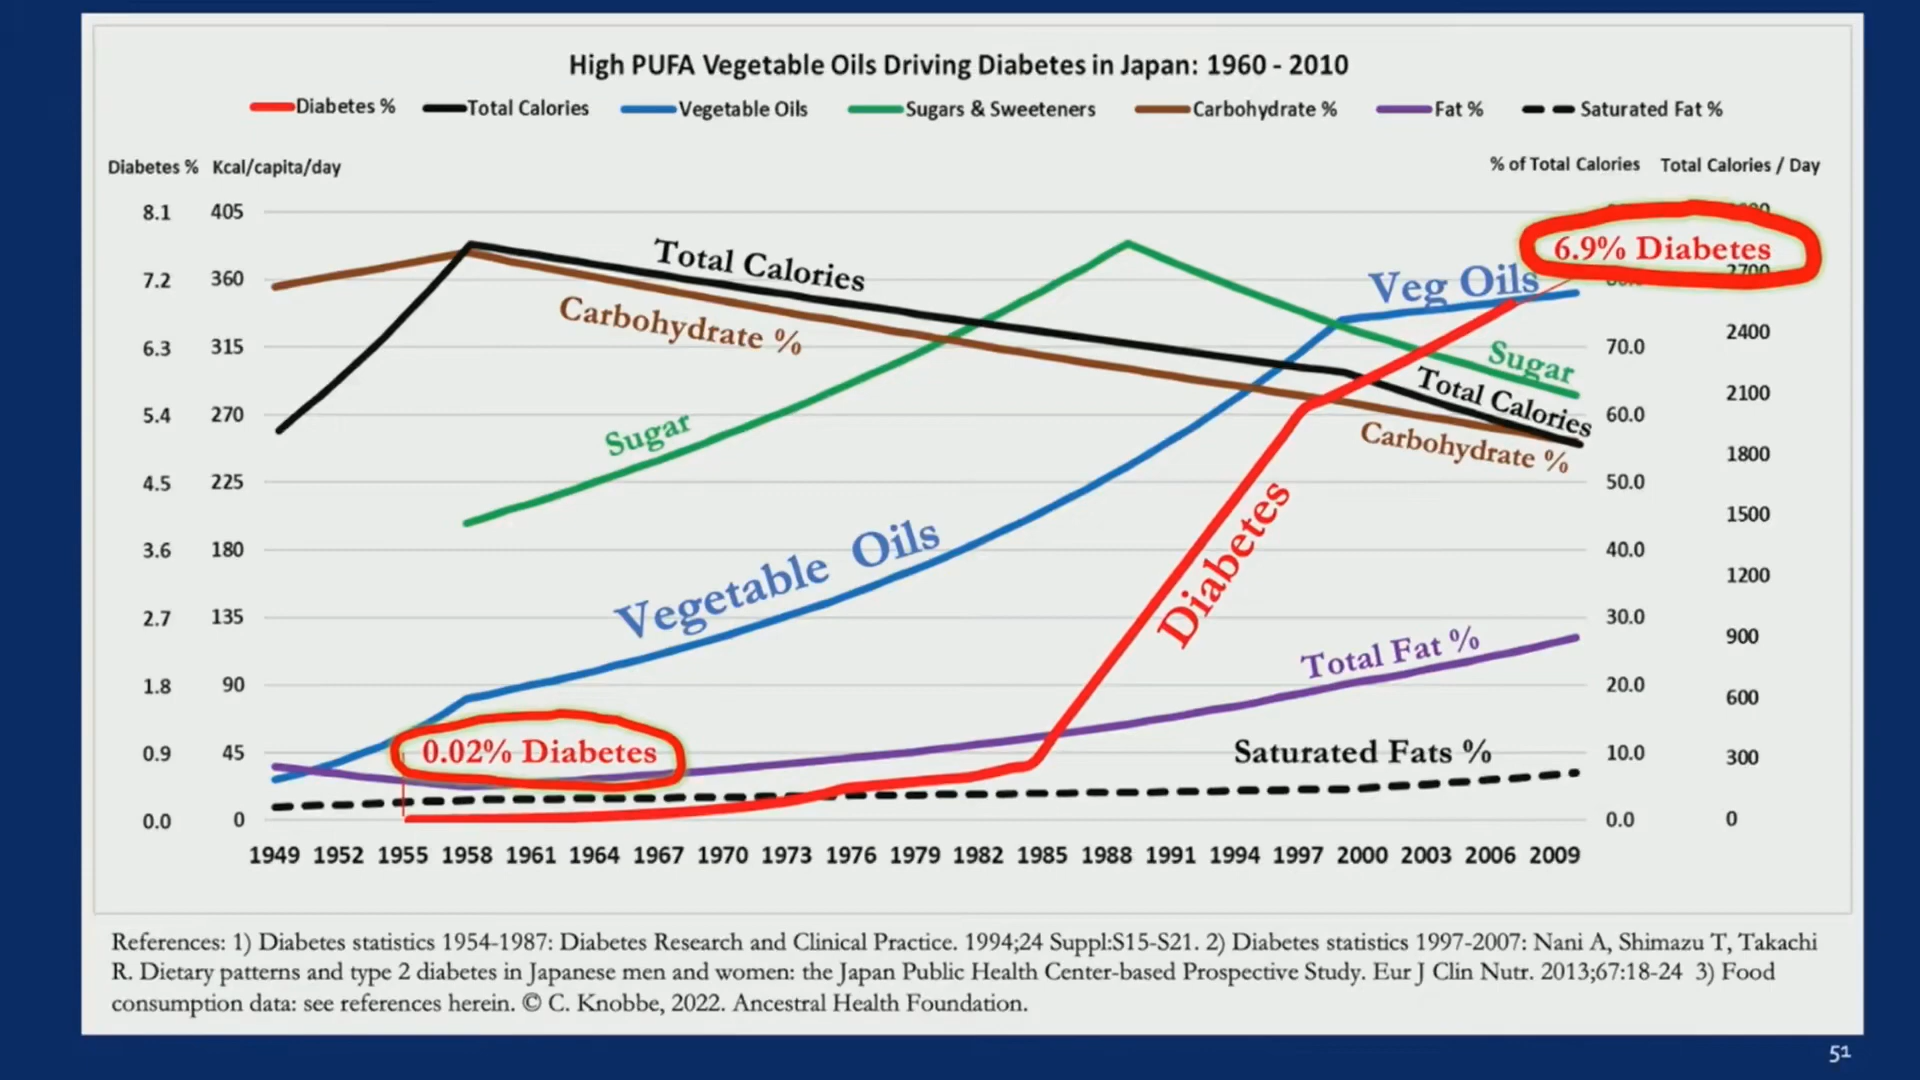 High PUFA Vegetable Oils Driving Diabetes in Japan: 1960 - 2010
Diabetes % Total Calories Vegetable Oils Sugars & Sweeteners Carbohydrate % Fat % Saturated Fat %
Diabetes % Kcal/capita/day % of Total Calories Total Calories / Day
8.1 405
6.9% Diabetes
7.2 360 2700
6.3 315 70.0 2400
5.4 270 60.0 2100
4.5 225 50.0 1800
3.6 180 40.0 1500
2.7 135 30.0 1200
1.8 90 20.0 900
0.9 45 10.0 600
0.0 0 0.0 300
0
Total Calories
Carbohydrate %
Veg Oils
Sugar
Total Calories
Sugar
Carbohydrate %
Vegetable Oils
Diabetes
Total Fat %
0.02% Diabetes
Saturated Fats %
1949 1952 1955 1958 1961 1964 1967 1970 1973 1976 1979 1982 1985 1988 1991 1994 1997 2000 2003 2006 2009
References: 1) Diabetes statistics 1954-1987: Diabetes Research and Clinical Practice. 1994;24 Suppl:S15-S21. 2) Diabetes statistics 1997-2007: Nani A, Shimazu T, Takachi
R. Dietary patterns and type 2 diabetes in Japanese men and women: the Japan Public Health Center-based Prospective Study. Eur J Clin Nutr. 2013;67:18-24 3) Food
consumption data: see references herein. © C. Knobbe, 2022. Ancestral Health Foundation.
51